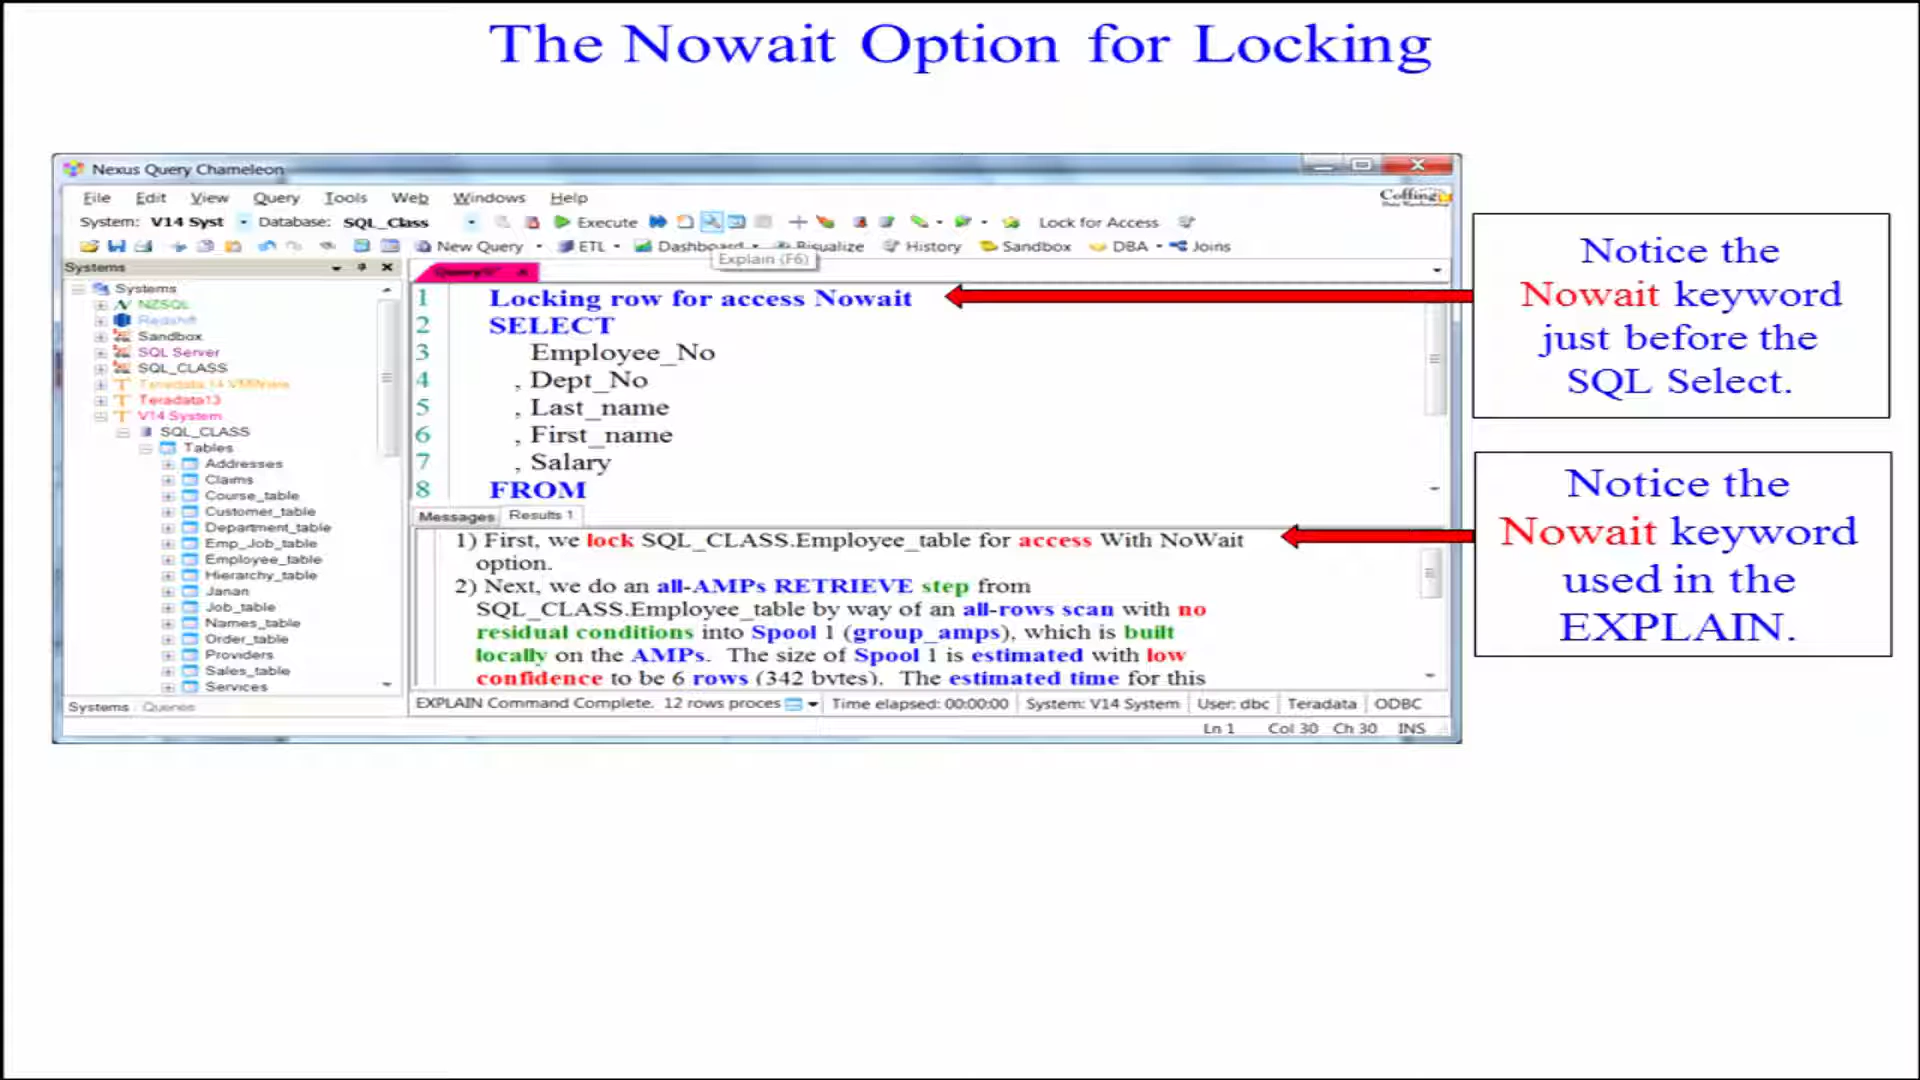 The Nowait Option for Locking
Nexus Query Chameleon
File Edit View Query Tools Web Windows Help
Coffing
System: V14 Syst Database: SQL_Class Execute Lock for Access
New Query ETL Dashboard Visualize History Sandbox DBA Joins
Explain (F6)
Systems
Systems
NZSQL
Redshift
Sandbox
SQL Server
SQL_CLASS
Teradata 14 VMWare
Teradata13
V14 System
SQL_CLASS
Tables
Addresses
Claims
Course_table
Customer_table
Department_table
Emp_Job_table
Employee_table
Hierarchy_table
Janan
Job_table
Names_table
Order_table
Providers
Sales_table
Services
Systems Queries
1 Locking row for access Nowait
2 SELECT
3 Employee_No
4 , Dept_No
5 , Last_name
6 , First_name
7 , Salary
8 FROM
Messages Results 1
1) First, we lock SQL_CLASS.Employee_table for access With NoWait
option.
2) Next, we do an all-AMPs RETRIEVE step from
SQL_CLASS.Employee_table by way of an all-rows scan with no
residual conditions into Spool 1 (group_amps), which is built
locally on the AMPs. The size of Spool 1 is estimated with low
confidence to be 6 rows (342 bytes). The estimated time for this
EXPLAIN Command Complete. 12 rows proces Time elapsed: 00:00:00 System: V14 System User: dbc Teradata ODBC
Ln 1 Col 30 Ch 30 INS
Notice the
Nowait keyword
just before the
SQL Select.
Notice the
Nowait keyword
used in the
EXPLAIN.